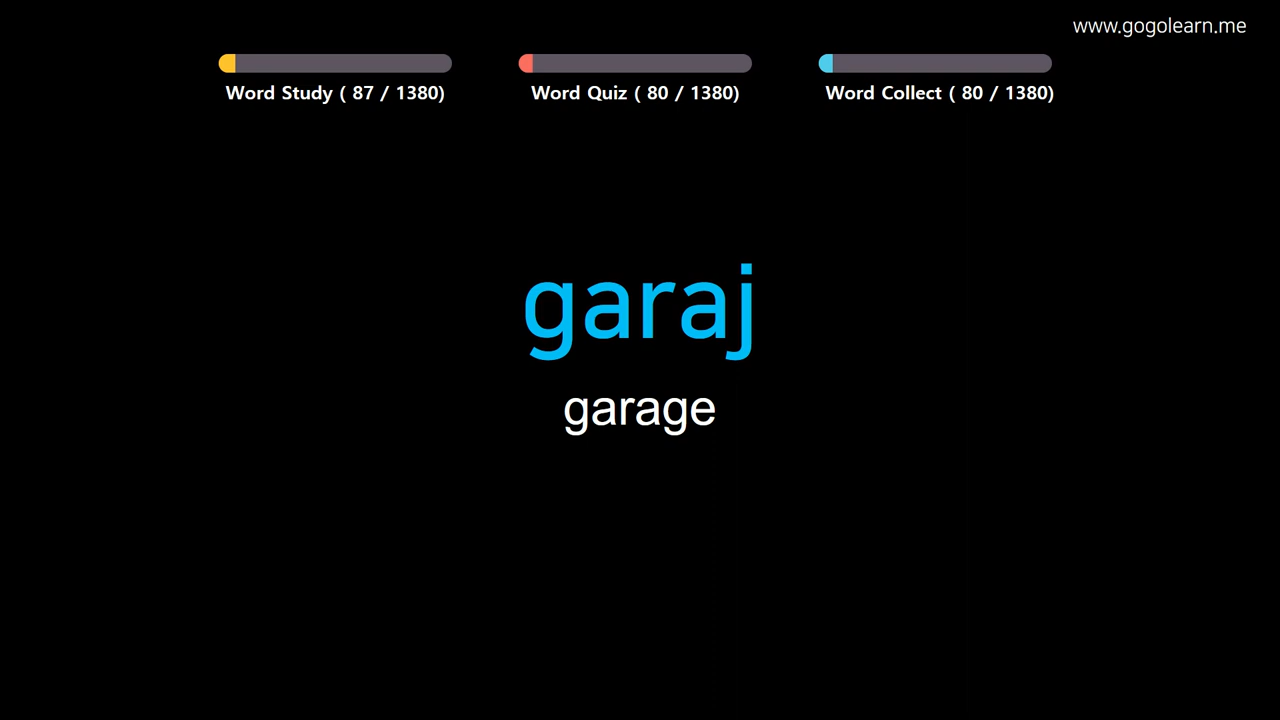 www.gogolearn.me
Word Study ( 87 / 1380)
Word Quiz ( 80 / 1380)
Word Collect ( 80 / 1380)
garaj
garage